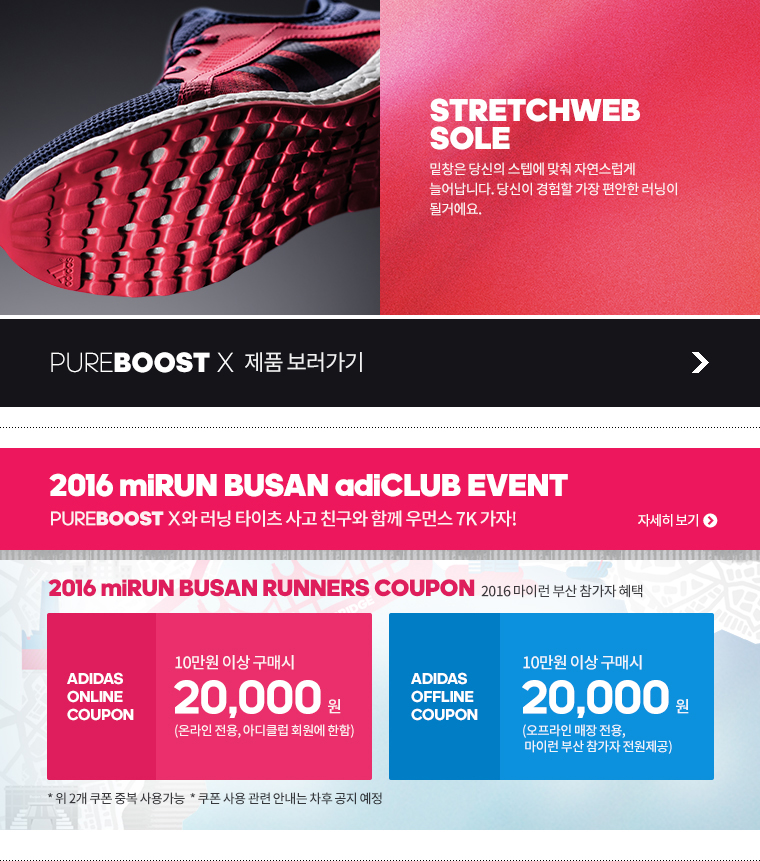 STRETCHWEB
SOLE
밑창은 당신의 스텝에 맞춰 자연스럽게
늘어납니다. 당신이 경험할 가장 편안한 러닝이
될거에요.
adidas
PUREBOOST X 제품 보러가기
2016 miRUN BUSAN adiCLUB EVENT
PUREBOOST X와 러닝 타이츠 사고 친구와 함께 우먼스 7K 가자!
자세히 보기
2016 miRUN BUSAN RUNNERS COUPON 2016 마이런 부산 참가자 혜택
ADIDAS
ONLINE
COUPON
10만원 이상 구매시
20,000 원
(온라인 전용, 아디클럽 회원에 한함)
ADIDAS
OFFLINE
COUPON
10만원 이상 구매시
20,000 원
(오프라인 매장 전용,
마이런 부산 참가자 전원제공)
* 위 2개 쿠폰 중복 사용가능 * 쿠폰 사용 관련 안내는 차후 공지 예정